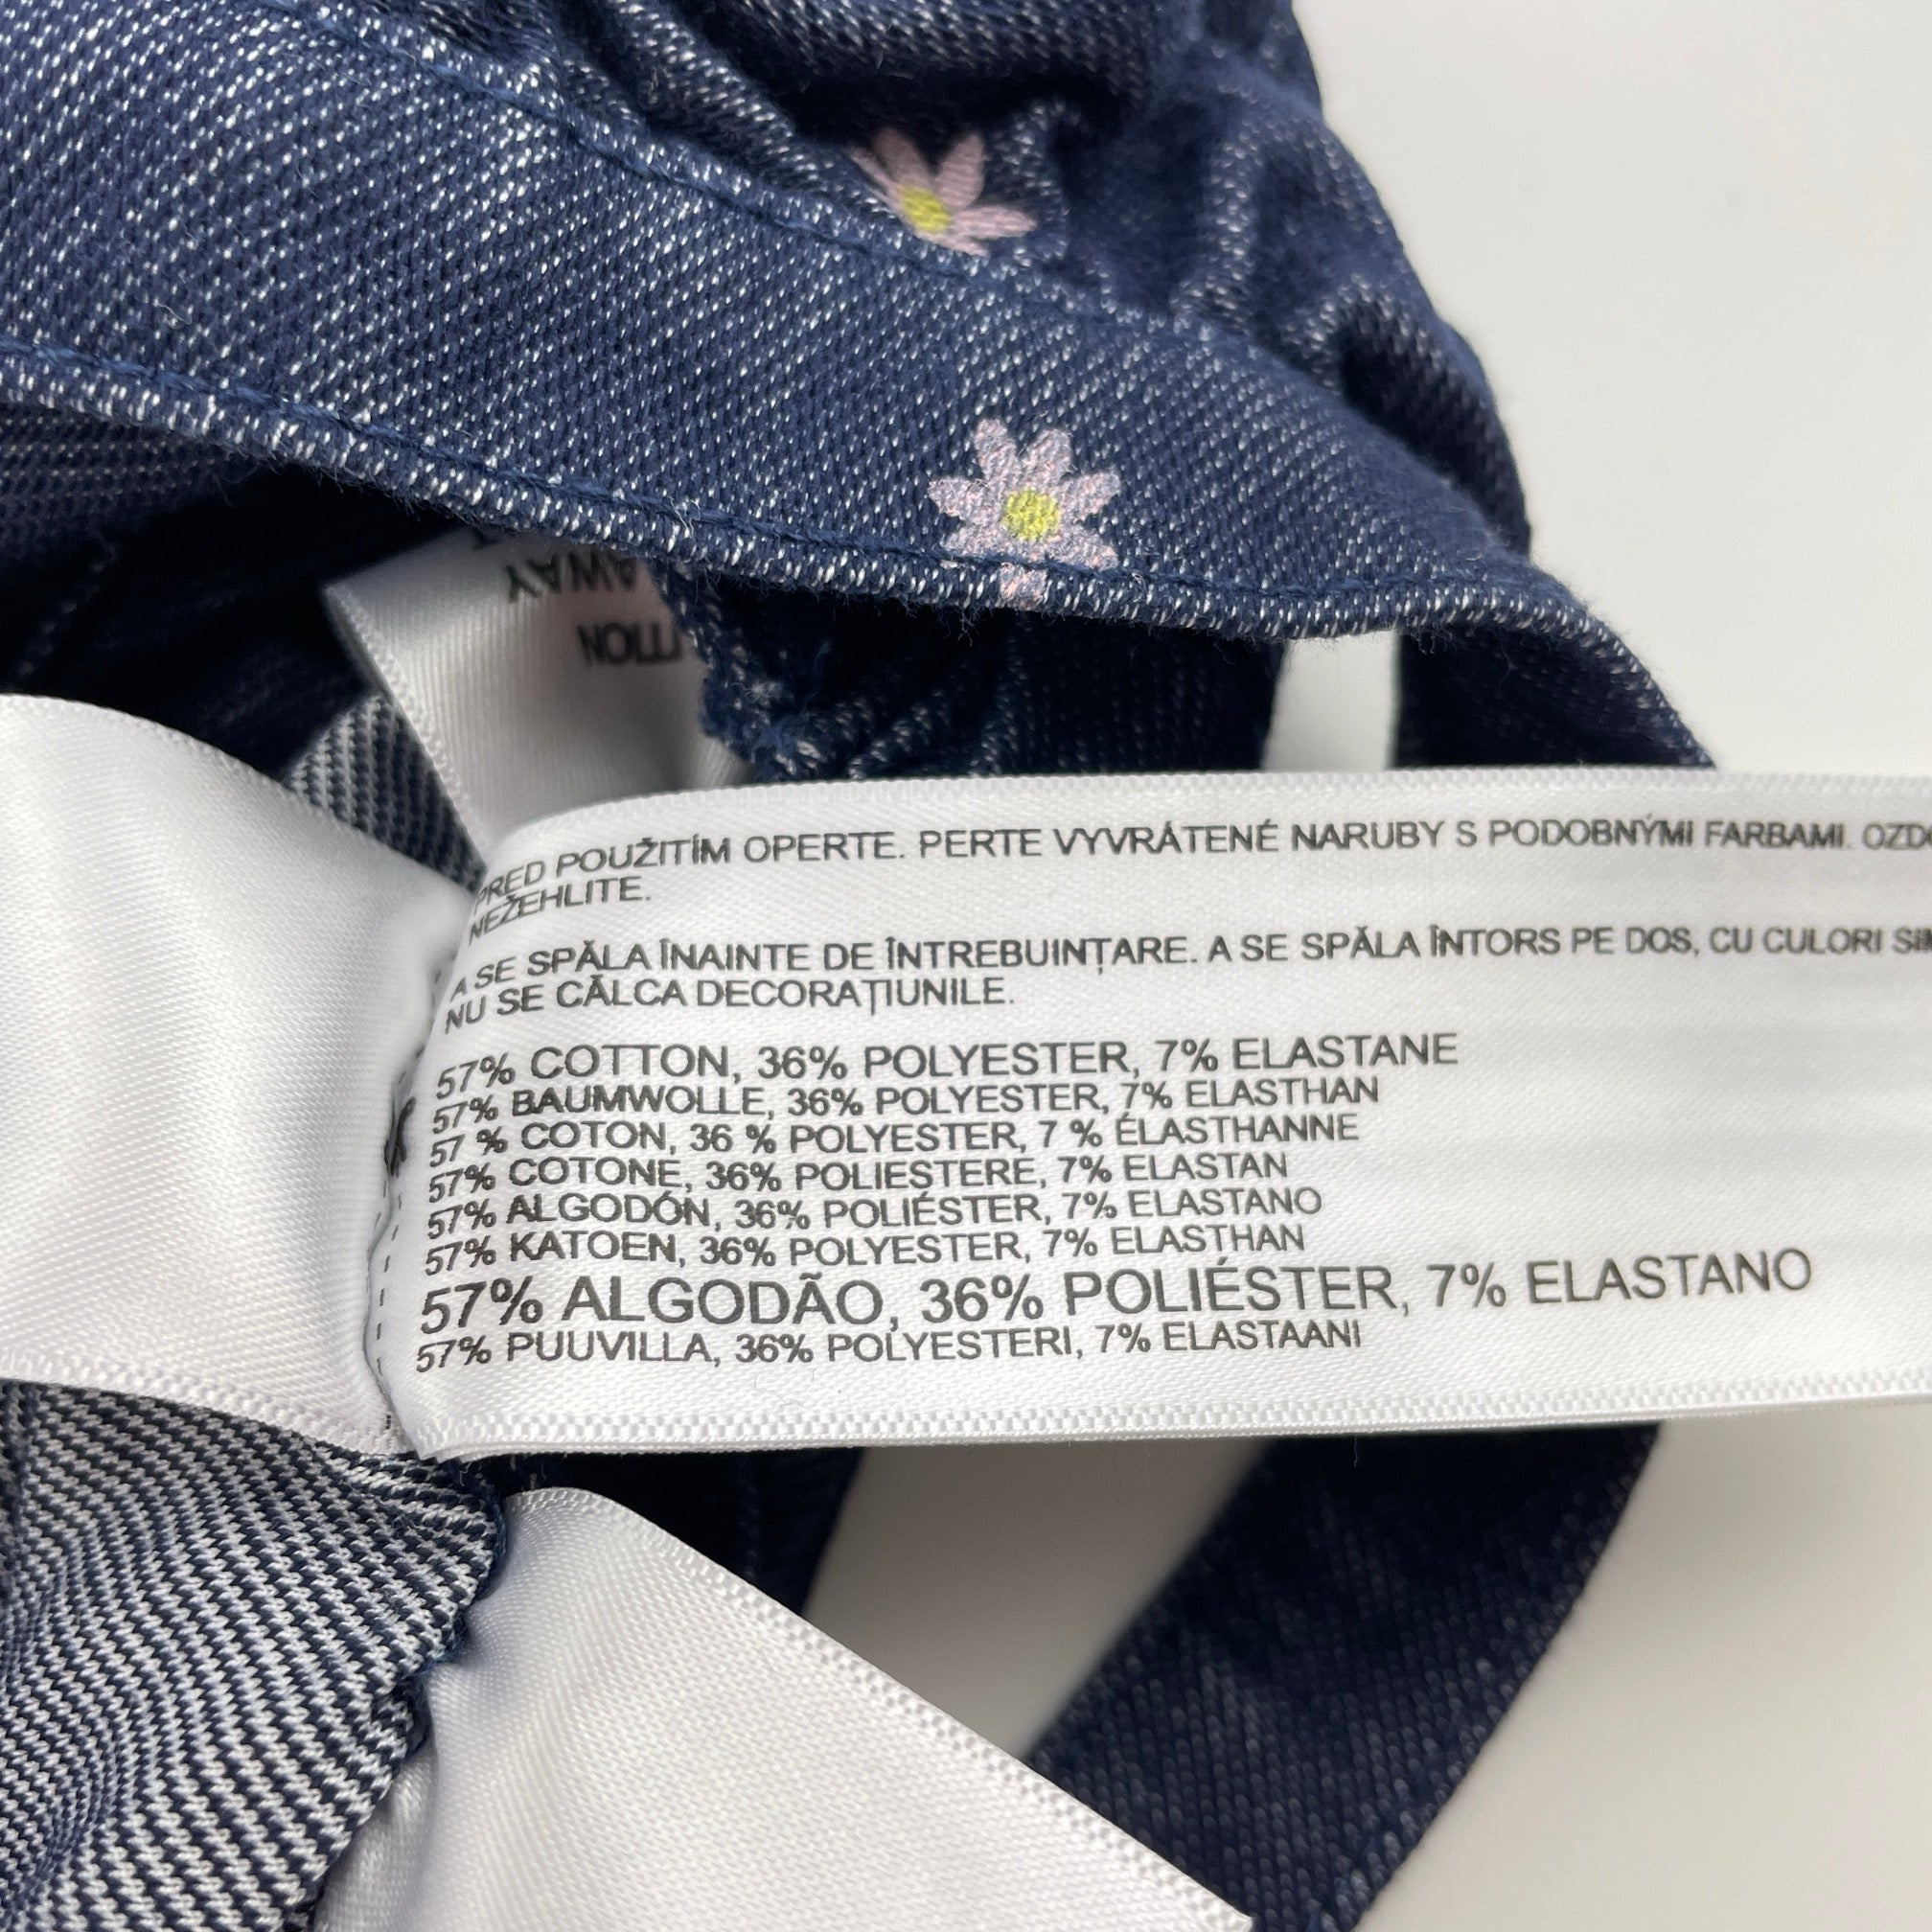 AWAY
PRED POUŽITÍM OPERTE. PERTE VYVRÁTENÉ NARUBY S PODOBNÝMI FARBAMI.
NEŽEHLITE.
A SE SPĂLA ÎNAINTE DE ÎNTREBUINȚARE. A SE SPĂLA ÎNTORS PE DOS, CU CULORI
NU SE CĂLCA DECORAȚIUNILE.
57% COTTON, 36% POLYESTER, 7% ELASTANE
57% BAUMWOLLE, 36% POLYESTER, 7% ELASTHAN
57 % COTON, 36 % POLYESTER, 7 % ÉLASTHANNE
57% COTONE, 36% POLIESTERE, 7% ELASTAN
57% ALGODÓN, 36% POLIÉSTER, 7% ELASTANO
57% KATOEN, 36% POLYESTER, 7% ELASTHAN
57% ALGODÃO, 36% POLIÉSTER, 7% ELASTANO
57% PUUVILLA, 36% POLYESTERI, 7% ELASTAANI